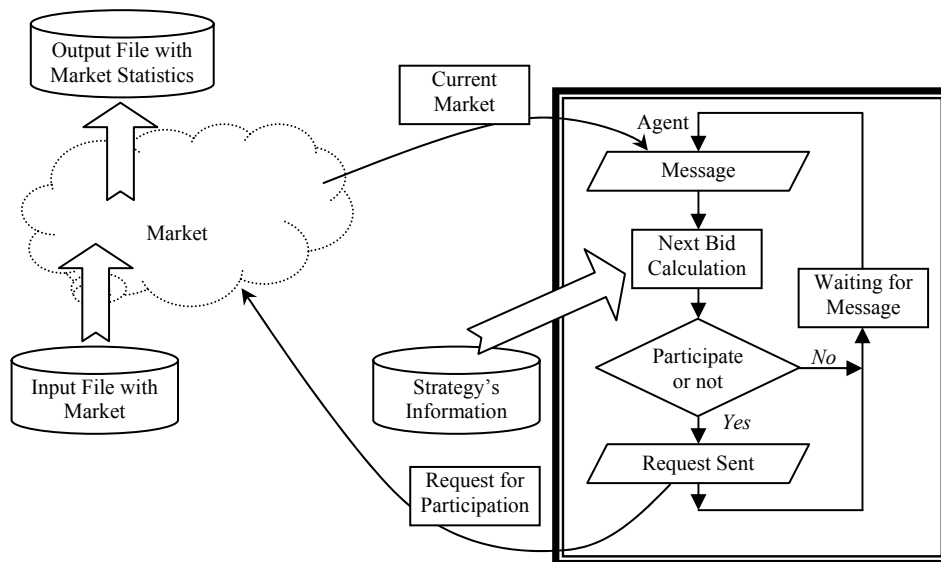 Output File with
Market Statistics
Current
Market
Agent
Message
Market
Next Bid
Calculation
Waiting for
Message
Input File with
Market
Strategy's
Information
Participate
or not
No
Yes
Request for
Participation
Request Sent